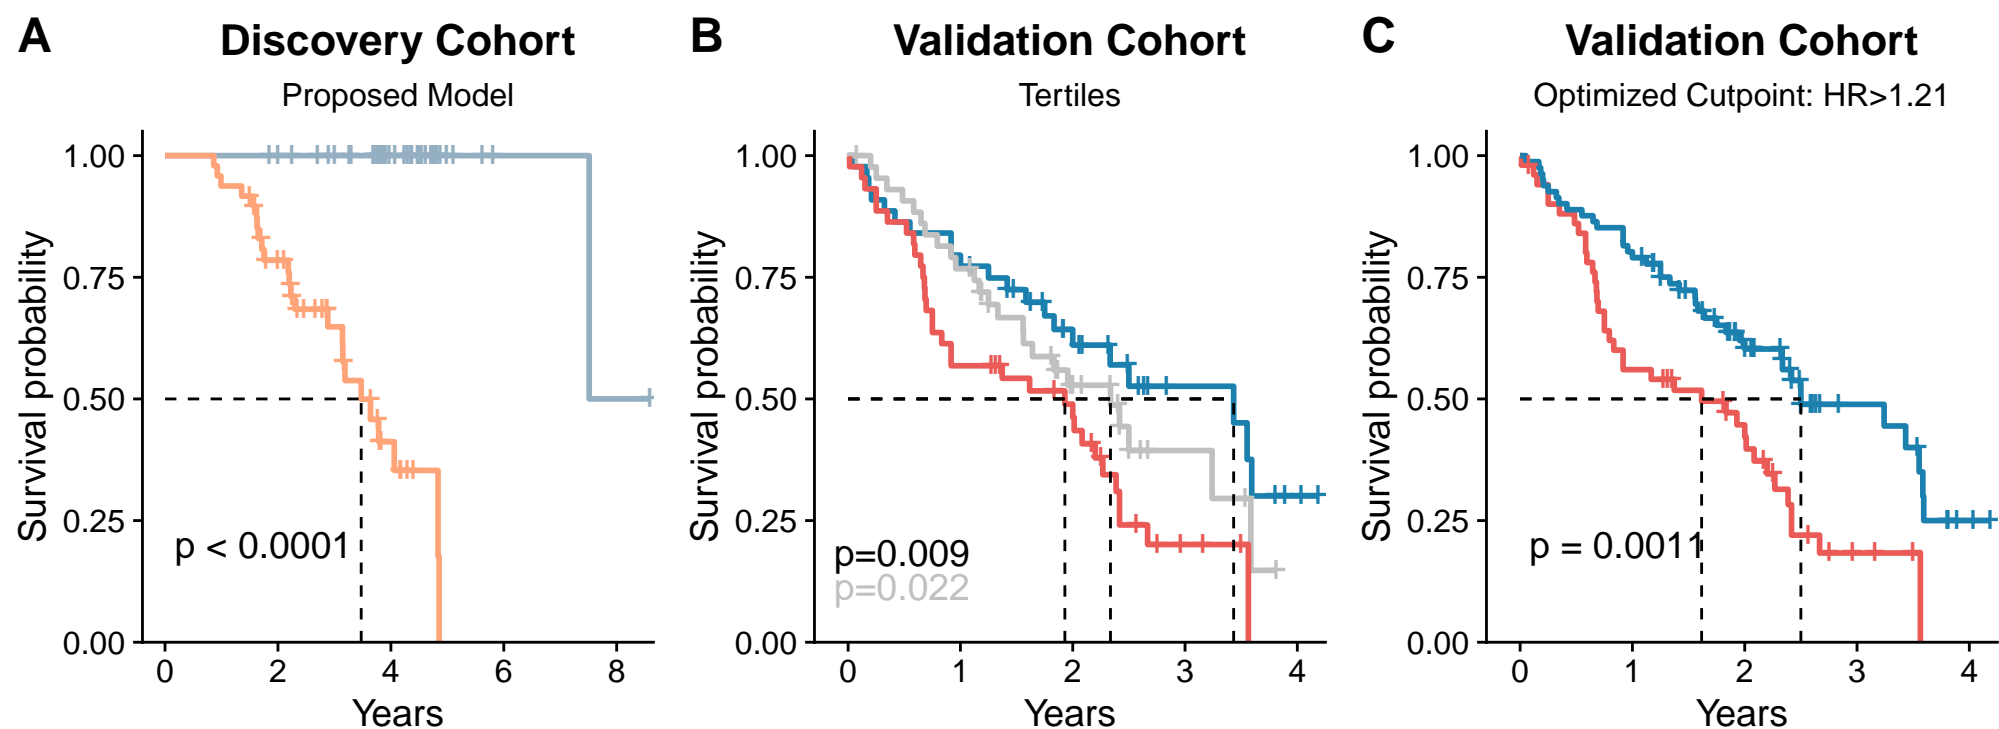 A
Discovery Cohort
Proposed Model
Survival probability
1.00
0.75
0.50
0.25
0.00
p < 0.0001
0 2 4 6 8
Years
B
Validation Cohort
Tertiles
Survival probability
1.00
0.75
0.50
0.25
0.00
p=0.009
p=0.022
0 1 2 3 4
Years
C
Validation Cohort
Optimized Cutpoint: HR>1.21
Survival probability
1.00
0.75
0.50
0.25
0.00
p = 0.0011
0 1 2 3 4
Years